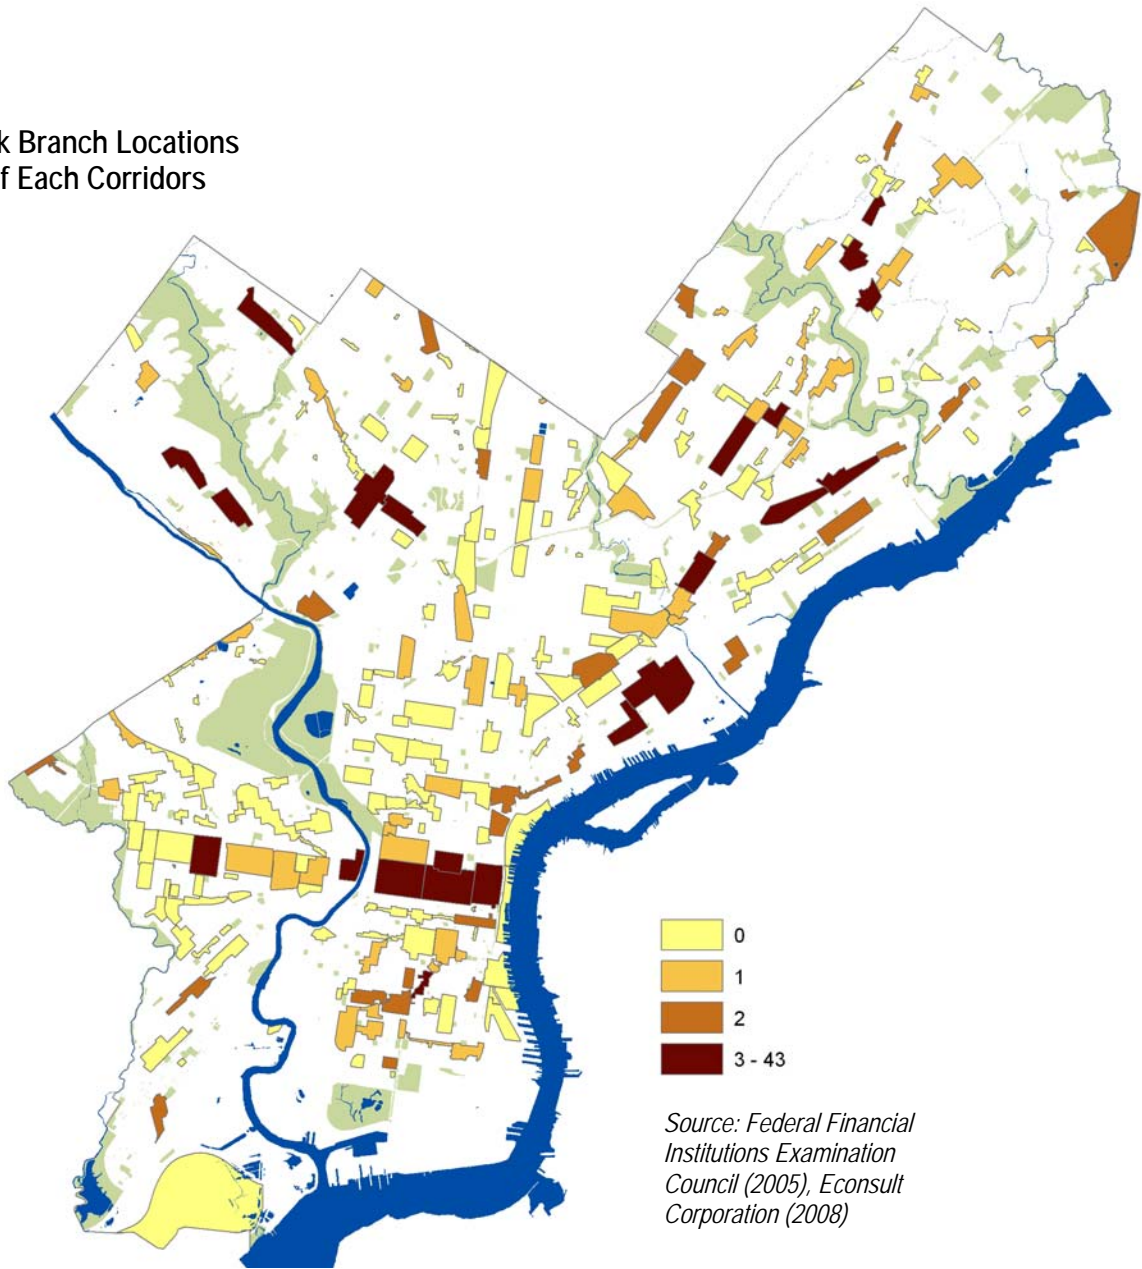 k Branch Locations
f Each Corridors
0
1
2
3 - 43
Source: Federal Financial
Institutions Examination
Council (2005), Econsult
Corporation (2008)